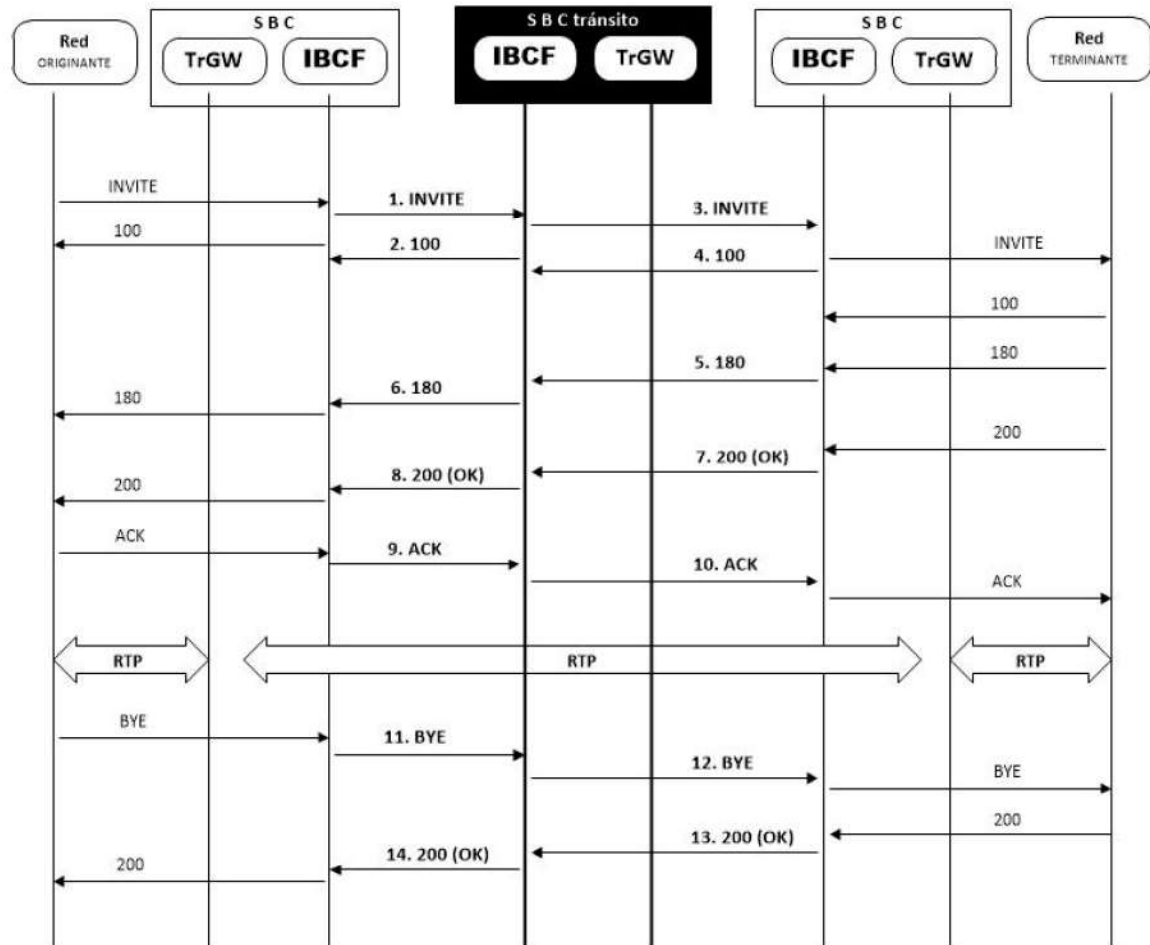 Red
ORIGINANTE
S B C
TrGW
IBCF
S B C tránsito
IBCF
TrGW
S B C
IBCF
TrGW
Red
TERMINANTE
INVITE
1. INVITE
3. INVITE
100
2. 100
4. 100
INVITE
100
180
5. 180
6. 180
180
200
7. 200 (OK)
8. 200 (OK)
200
ACK
9. ACK
10. ACK
ACK
RTP
RTP
RTP
BYE
11. BYE
12. BYE
BYE
200
13. 200 (OK)
14. 200 (OK)
200